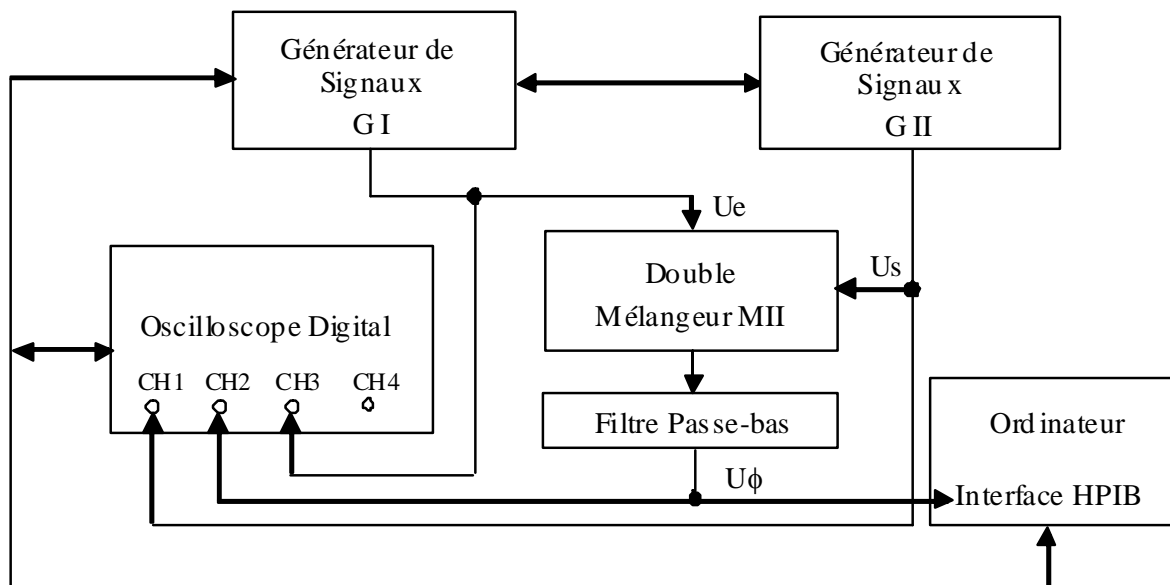 Générateur de
Signaux
G I
Générateur de
Signaux
G II
Ue
Double
Mélangeur MII
Us
Oscilloscope Digital
CH1 CH2 CH3 CH4
Filtre Passe-bas
Uϕ
Ordinateur
Interface HPIB